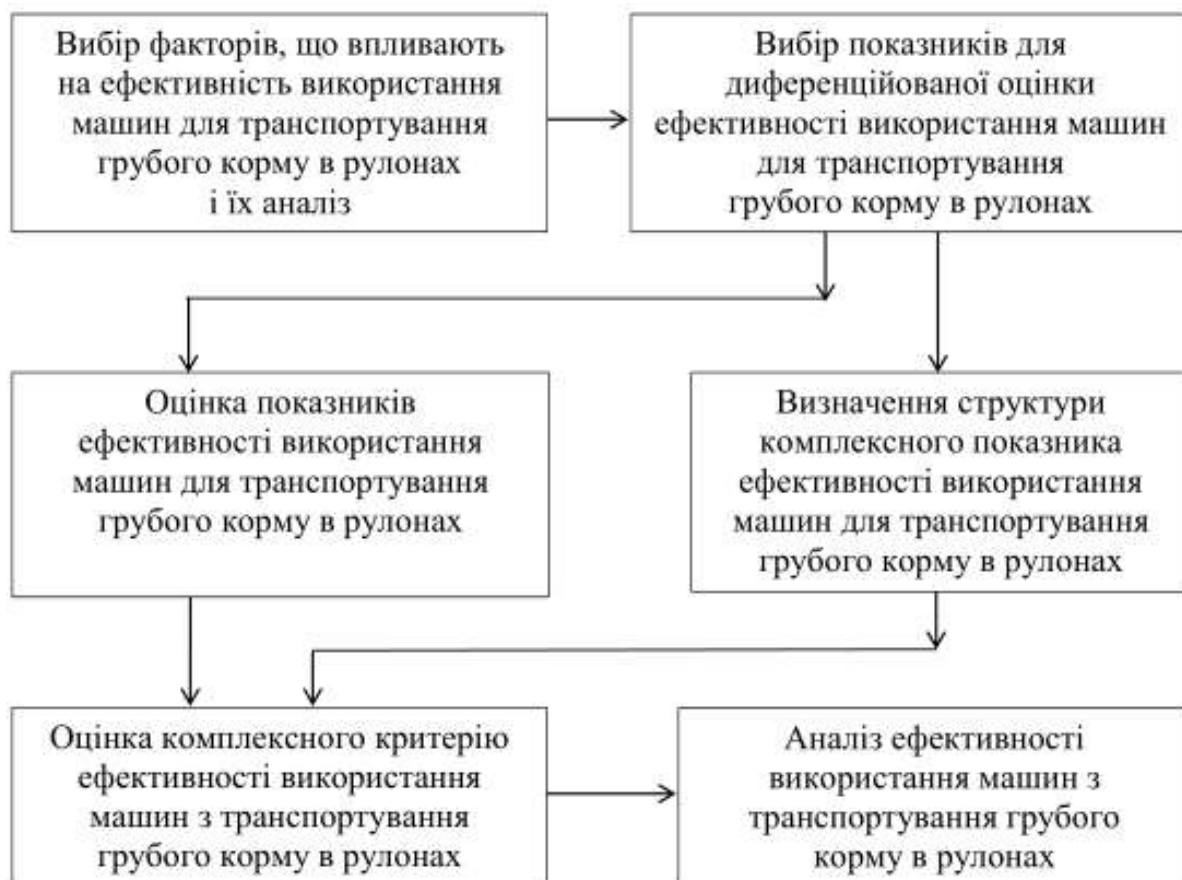 Вибір факторів, що впливають
на ефективність використання
машин для транспортування
грубого корму в рулонах
і їх аналіз
Вибір показників для
диференційованої оцінки
ефективності використання машин
для транспортування
грубого корму в рулонах
Оцінка показників
ефективності використання
машин для транспортування
грубого корму в рулонах
Визначення структури
комплексного показника
ефективності використання
машин для транспортування
грубого корму в рулонах
Оцінка комплексного критерію
ефективності використання
машин з транспортування
грубого корму в рулонах
Аналіз ефективності
використання машин з
транспортування грубого
корму в рулонах